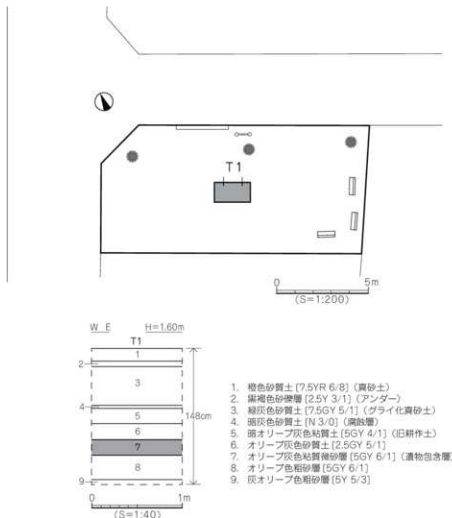 T1
0 5m
(S=1:200)
W E H=1.60m
T1
1
2
3
4
5
6
7
8
9
148cm
0 1m
(S=1:40)
1. 橙色砂質土 [7.5YR 6/8] (真砂土)
2. 黒褐色砂礫層 [2.5Y 3/1] (アンダー)
3. 緑灰色砂質土 [7.5GY 5/1] (グライ化真砂土)
4. 暗灰色砂質土 [N 3/0] (腐蝕層)
5. 暗オリーブ灰色粘質土 [5GY 4/1] (旧耕作土)
6. オリーブ灰色砂質土 [2.5GY 5/1]
7. オリーブ灰色粘質微砂層 [5GY 6/1] (遺物包含層)
8. オリーブ色粗砂層 [5GY 6/1]
9. 灰オリーブ色粗砂層 [5Y 5/3]